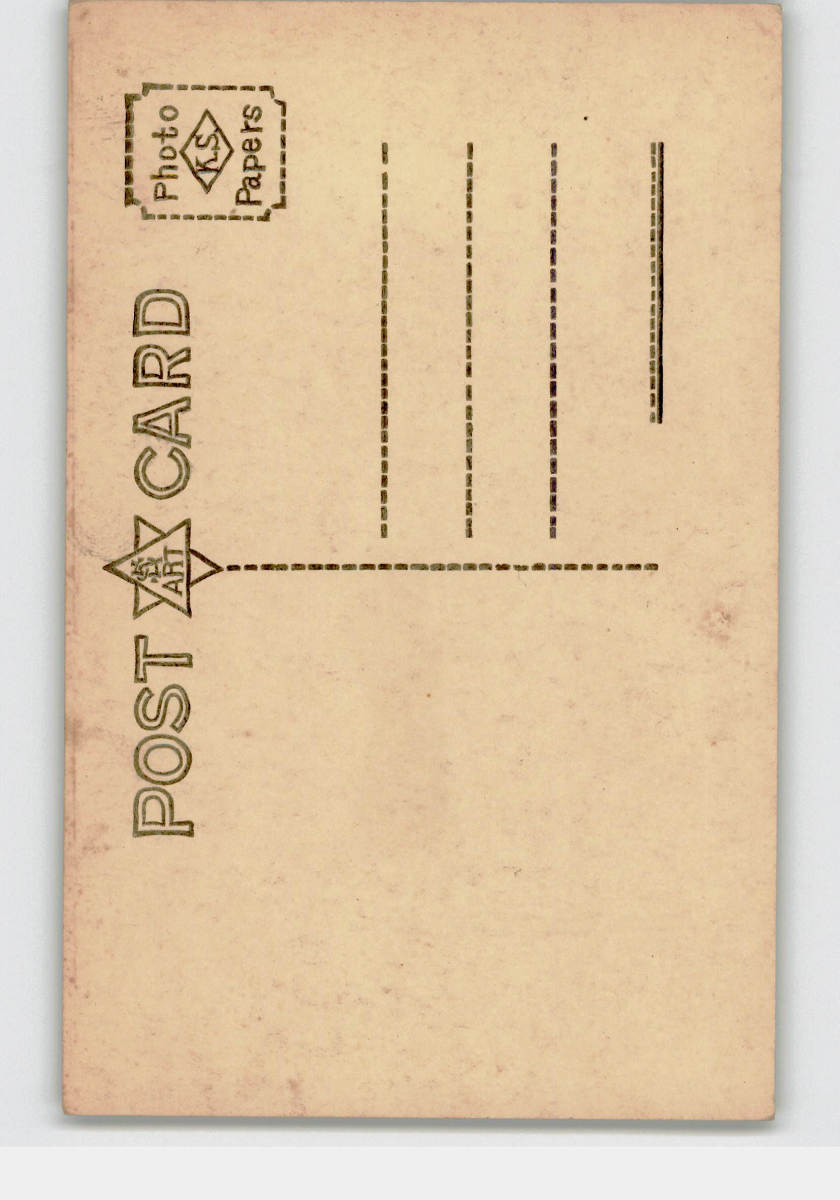 POST CARD
ART
Photo
K.S.
Papers